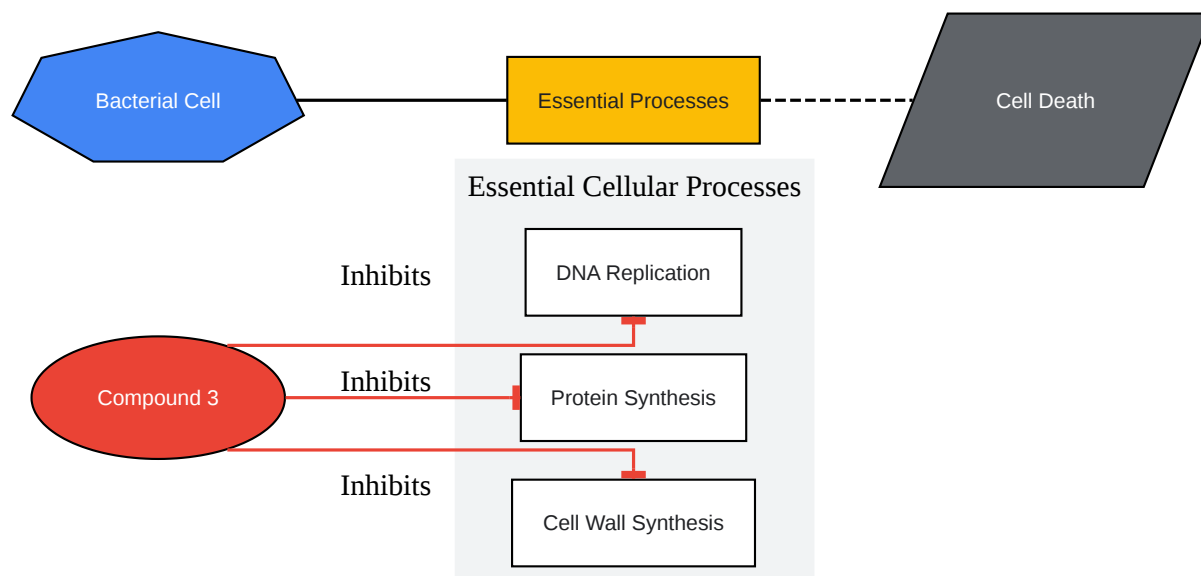 Bacterial Cell
Essential Processes
Cell Death
Essential Cellular Processes
Inhibits
DNA Replication
Compound 3
Inhibits
Protein Synthesis
Inhibits
Cell Wall Synthesis